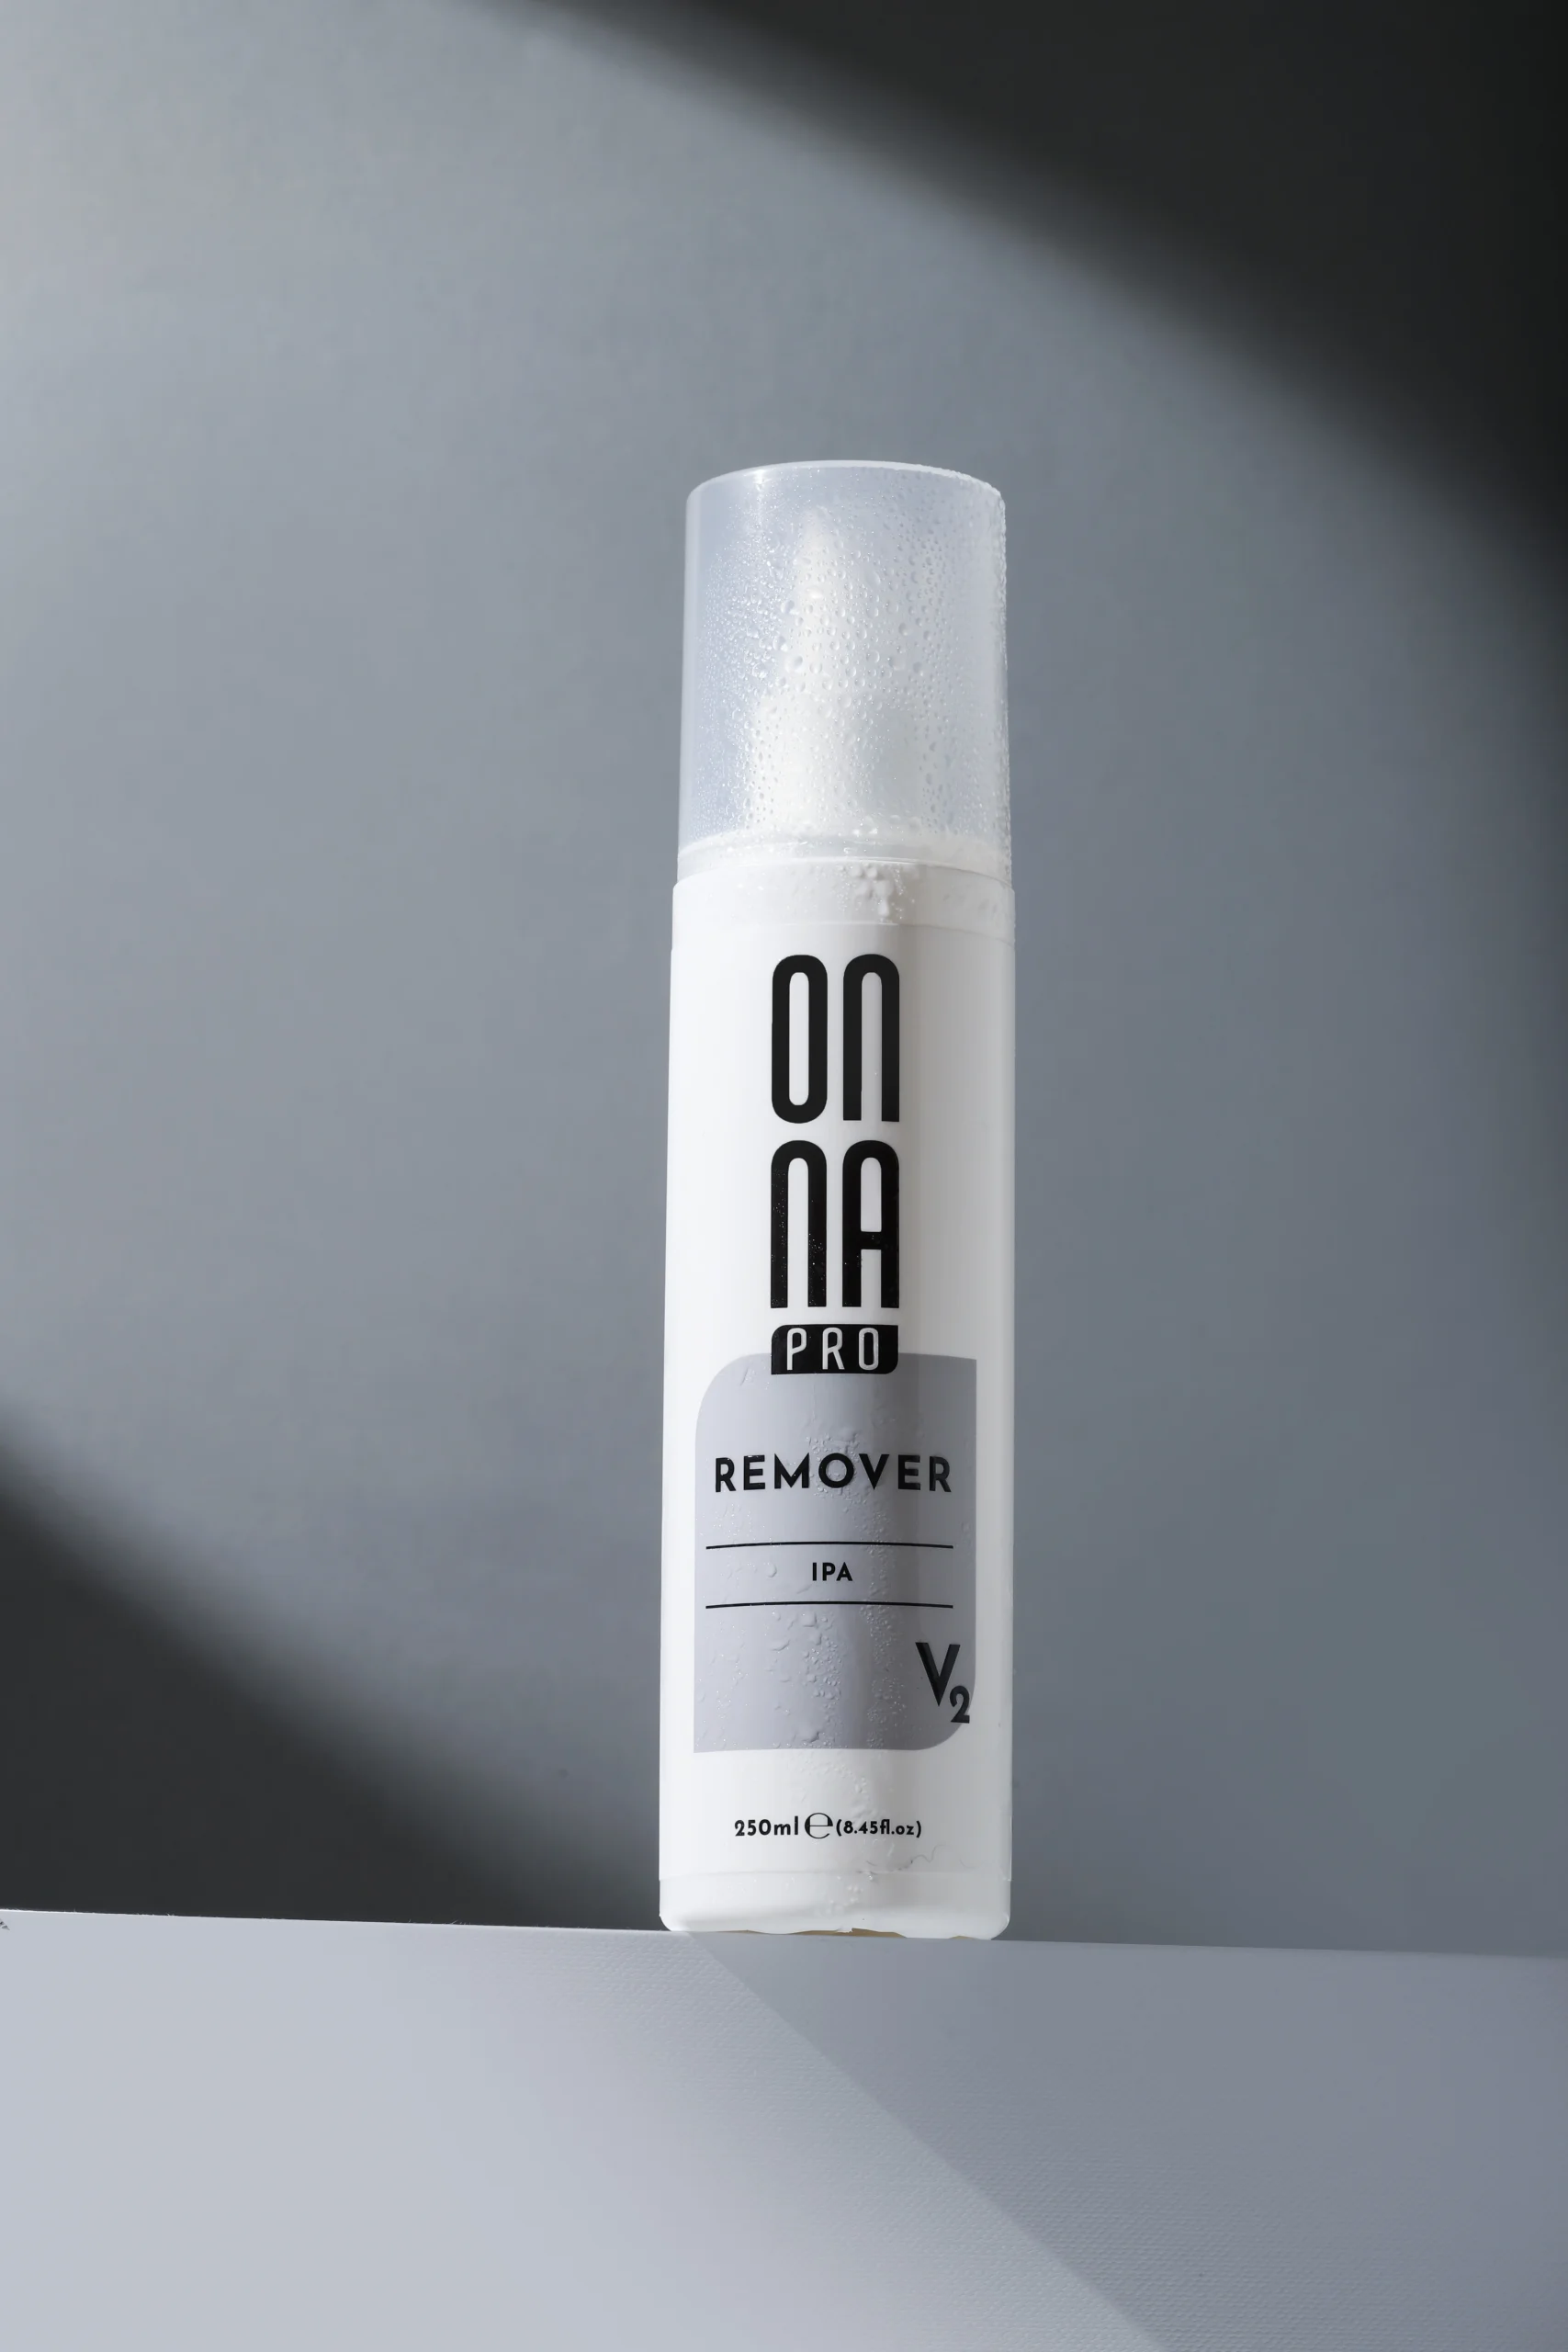 ON
NA
PRO
REMOVER
IPA
V2
250ml℮(8.45fl.oz)